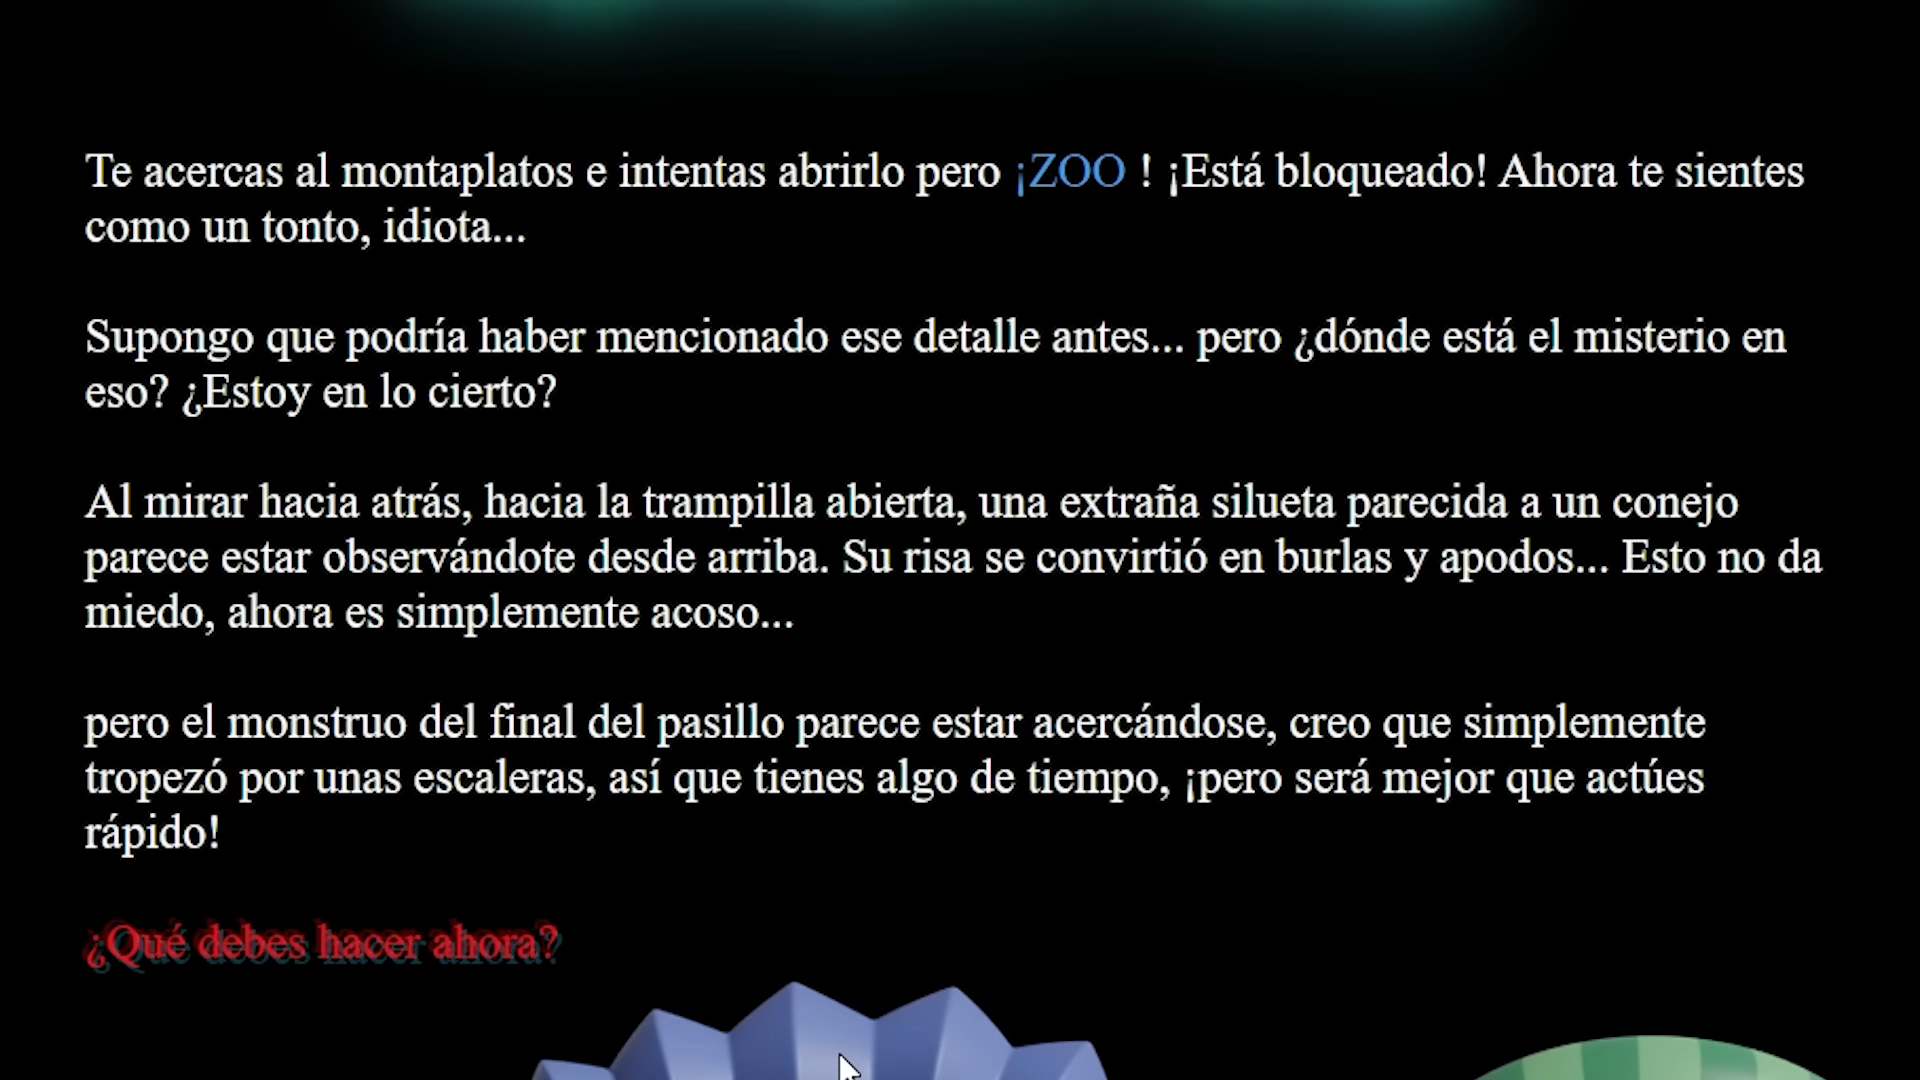 Te acercas al montaplatos e intentas abrirlo pero ¡ZOO ! ¡Está bloqueado! Ahora te sientes
como un tonto, idiota...
Supongo que podría haber mencionado ese detalle antes... pero ¿dónde está el misterio en
eso? ¿Estoy en lo cierto?
Al mirar hacia atrás, hacia la trampilla abierta, una extraña silueta parecida a un conejo
parece estar observándote desde arriba. Su risa se convirtió en burlas y apodos... Esto no da
miedo, ahora es simplemente acoso...
pero el monstruo del final del pasillo parece estar acercándose, creo que simplemente
tropezó por unas escaleras, así que tienes algo de tiempo, ¡pero será mejor que actúes
rápido!
¿Qué debes hacer ahora?